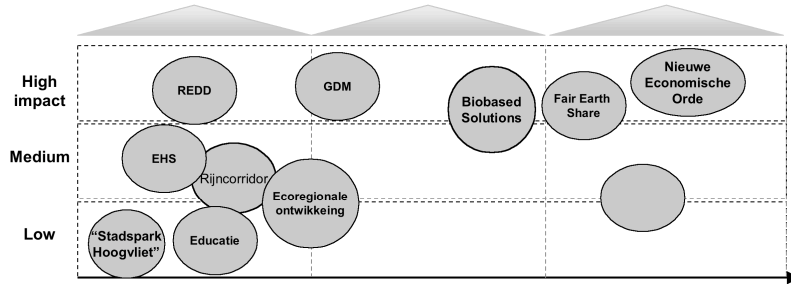 High
impact
REDD
GDM
Biobased
Solutions
Fair Earth
Share
Nieuwe
Economische
Orde
Medium
EHS
Rijncorridor
Ecoregionale
ontwikkeing
Low
“Stadspark
Hoogvliet”
Educatie